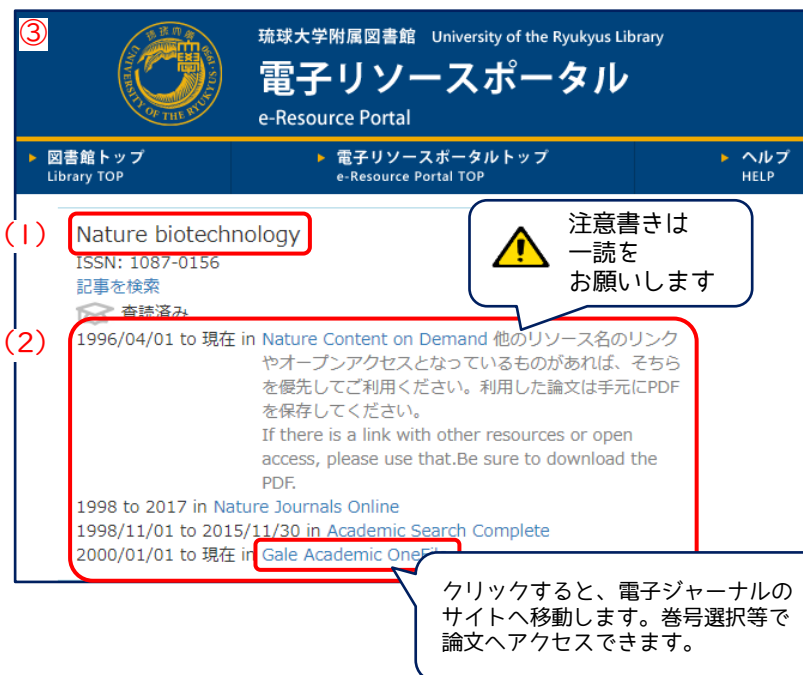 ③
琉球大学附属図書館 University of the Ryukyus Library
電子リソースポータル
e-Resource Portal
UNIVERSITY OF THE RYUKYUS・1950
図書館トップ
Library TOP
電子リソースポータルトップ
e-Resource Portal TOP
ヘルプ
HELP
(1)
Nature biotechnology
ISSN: 1087-0156
記事を検索
査読済み
注意書きは
一読を
お願いします
(2)
1996/04/01 to 現在 in Nature Content on Demand 他のリソース名のリンク
やオープンアクセスとなっているものがあれば、そちら
を優先してご利用ください。利用した論文は手元にPDF
を保存してください。
If there is a link with other resources or open
access, please use that.Be sure to download the
PDF.
1998 to 2017 in Nature Journals Online
1998/11/01 to 2015/11/30 in Academic Search Complete
2000/01/01 to 現在 in Gale Academic
クリックすると、電子ジャーナルの
サイトへ移動します。巻号選択等で
論文へアクセスできます。